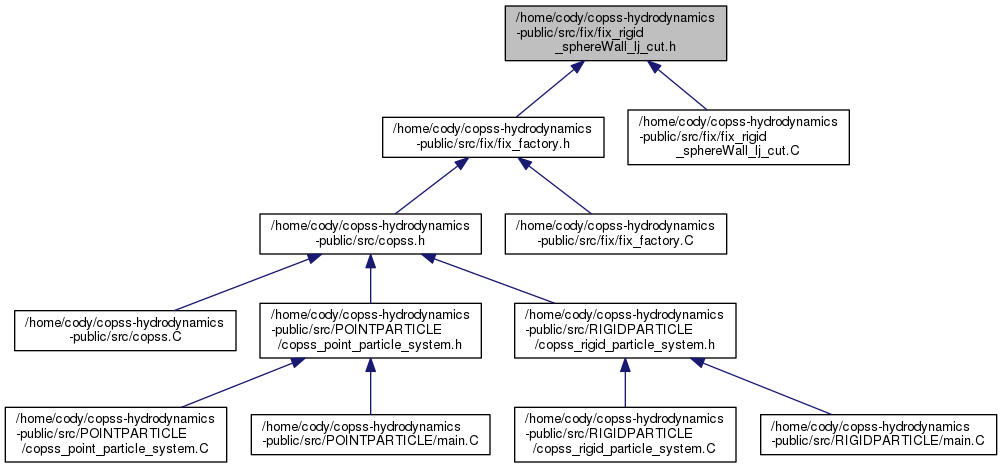 /home/cody/copss-hydrodynamics
-public/src/fix/fix_rigid
_sphereWall_lj_cut.h
/home/cody/copss-hydrodynamics
-public/src/fix/fix_factory.h
/home/cody/copss-hydrodynamics
-public/src/fix/fix_rigid
_sphereWall_lj_cut.C
/home/cody/copss-hydrodynamics
-public/src/copss.h
/home/cody/copss-hydrodynamics
-public/src/fix/fix_factory.C
/home/cody/copss-hydrodynamics
-public/src/copss.C
/home/cody/copss-hydrodynamics
-public/src/POINTPARTICLE
/copss_point_particle_system.h
/home/cody/copss-hydrodynamics
-public/src/RIGIDPARTICLE
/copss_rigid_particle_system.h
/home/cody/copss-hydrodynamics
-public/src/POINTPARTICLE
/copss_point_particle_system.C
/home/cody/copss-hydrodynamics
-public/src/POINTPARTICLE/main.C
/home/cody/copss-hydrodynamics
-public/src/RIGIDPARTICLE
/copss_rigid_particle_system.C
/home/cody/copss-hydrodynamics
-public/src/RIGIDPARTICLE/main.C